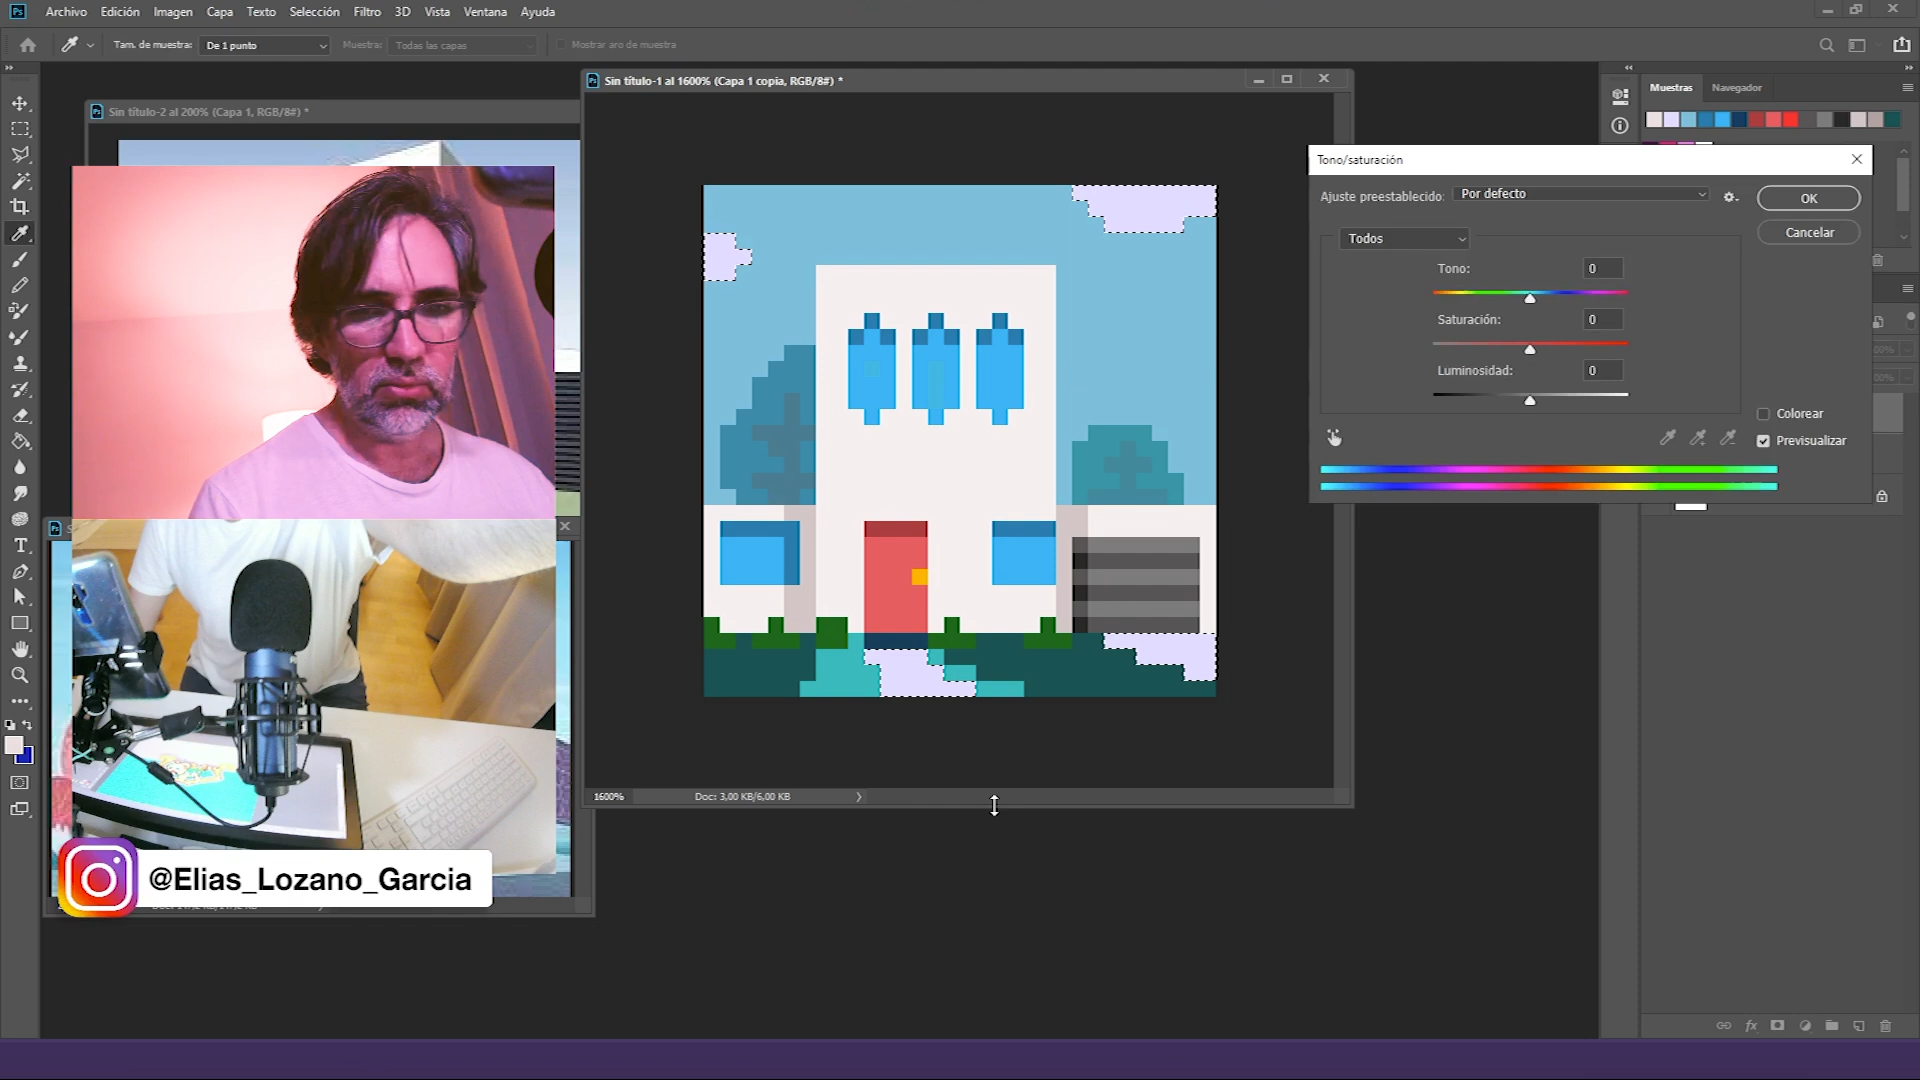 Ps Archivo Edición Imagen Capa Texto Selección Filtro 3D Vista Ventana Ayuda
Tam. de muestra: De 1 punto Muestra: Todas las capas Mostrar aro de muestra
Sin título-1 al 1600% (Capa 1 copia, RGB/8#) *
Sin título-2 al 200% (Capa 1, RGB/8#) *
Muestras Navegador
Tono/saturación
Ajuste preestablecido: Por defecto
OK
Todos
Cancelar
Tono: 0
Saturación: 0
Luminosidad: 0
Colorear
Previsualizar
1600% Doc: 3,00 KB/6,00 KB
@Elias_Lozano_Garcia